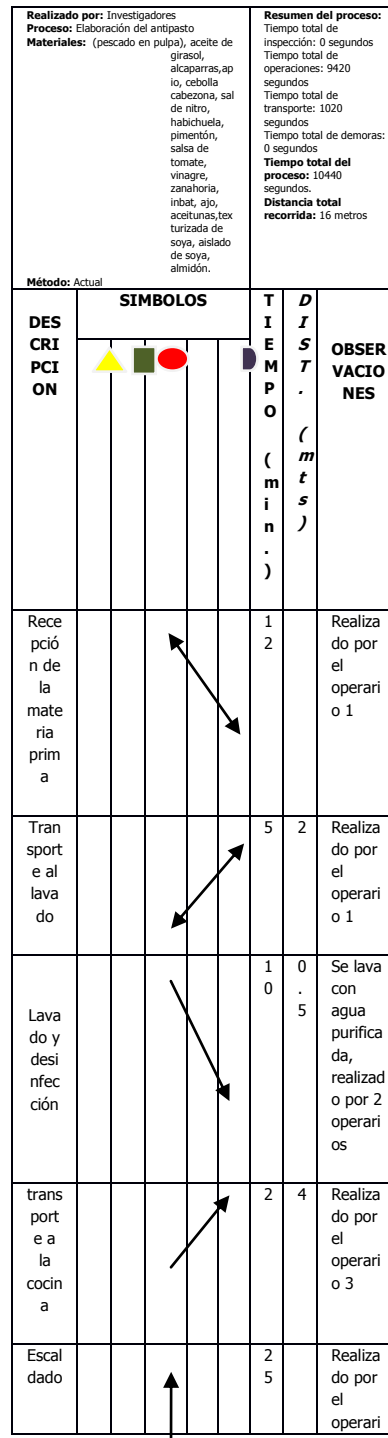 Realizado por: Investigadores
Proceso: Elaboración del antipasto
Materiales: (pescado en pulpa), aceite de
girasol,
alcaparras,ap
io, cebolla
cabezona, sal
de nitro,
habichuela,
pimentón,
salsa de
tomate,
vinagre,
zanahoria,
inbat, ajo,
aceitunas,tex
turizada de
soya, aislado
de soya,
almidón.
Método: Actual
Resumen del proceso:
Tiempo total de
inspección: 0 segundos
Tiempo total de
operaciones: 9420
segundos
Tiempo total de
transporte: 1020
segundos
Tiempo total de demoras:
0 segundos
Tiempo total del
proceso: 10440
segundos.
Distancia total
recorrida: 16 metros
DES
CRI
PCI
ON
SIMBOLOS
T
I
E
M
P
O
(
m
i
n
.
)
D
I
S
T
.
(
m
t
s
)
OBSER
VACIO
NES
Rece
pció
n de
la
mate
ria
prim
a
1
2
Realiza
do por
el
operari
o 1
Tran
sport
e al
lava
do
5
2
Realiza
do por
el
operari
o 1
Lava
do y
desi
nfec
ción
1
0
0
.
5
Se lava
con
agua
purifica
da,
realizad
o por 2
operari
os
trans
port
e a
la
cocin
a
2
4
Realiza
do por
el
operari
o 3
Escal
dado
2
5
Realiza
do por
el
operari